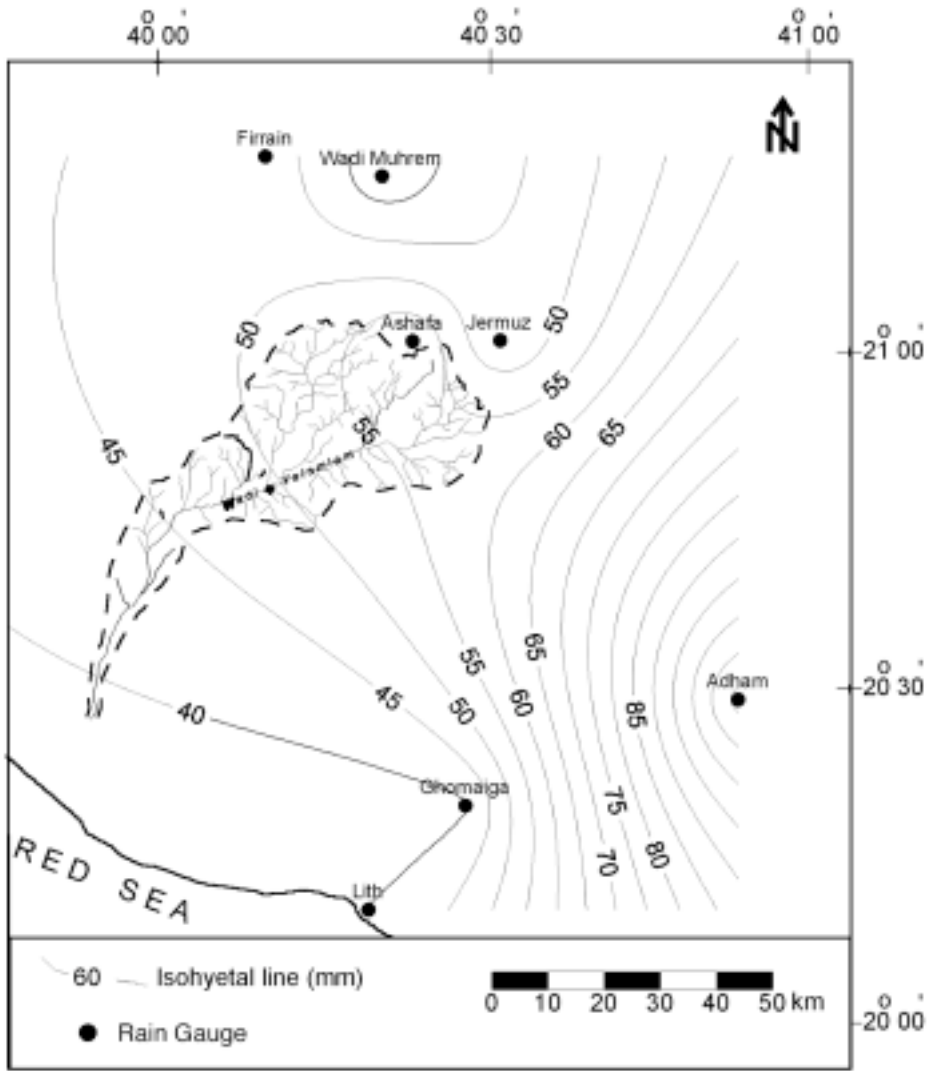 o '
40 00
o '
40 30
o '
41 00
N
Firrain
Wadi Muhrem
50
Ashafa
Jermuz
50
o '
21 00
55
45
55
60
65
Wadi Yalamlam
55
65
45
50
60
Adham
o '
20 30
40
85
Ghomaiga
75
80
70
RED SEA
Lith
60 Isohyetal line (mm)
Rain Gauge
0 10 20 30 40 50 km
o '
20 00